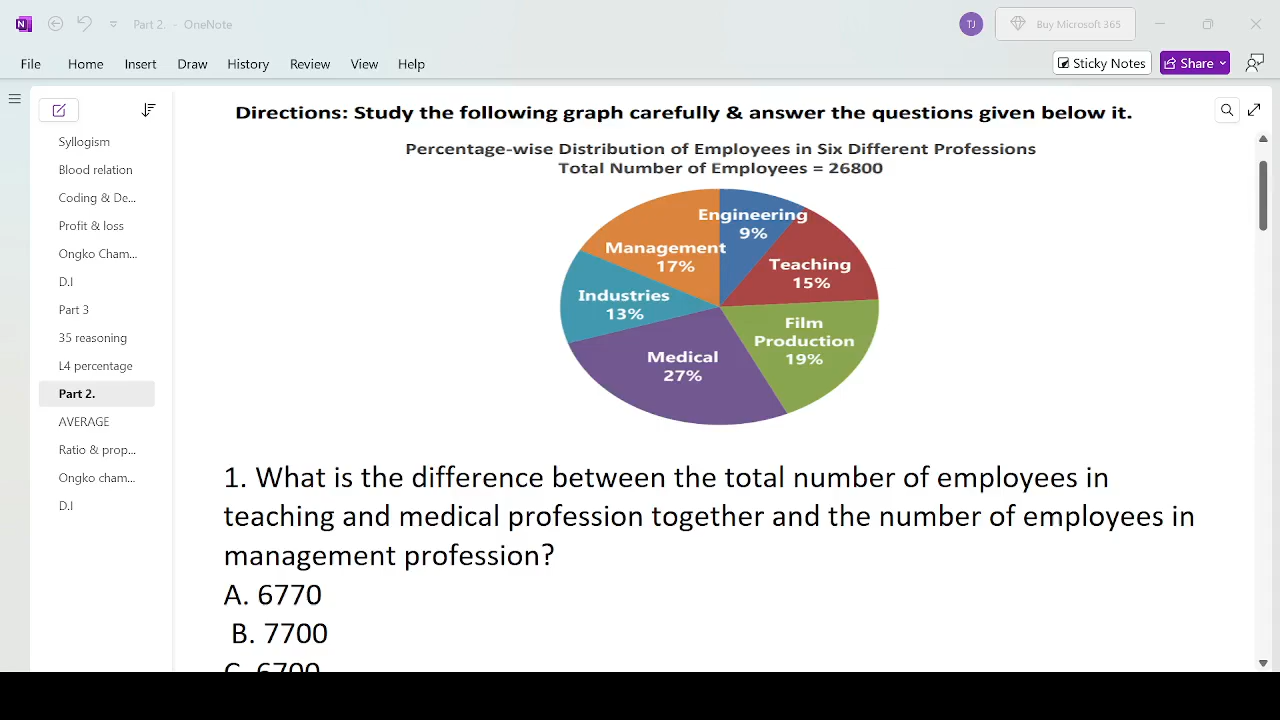 Part 2. - OneNote
TJ
Buy Microsoft 365
File Home Insert Draw History Review View Help
Sticky Notes
Share
Syllogism
Blood relation
Coding & De...
Profit & loss
Ongko Cham...
D.I
Part 3
35 reasoning
L4 percentage
Part 2.
AVERAGE
Ratio & prop...
Ongko cham...
D.I
Directions: Study the following graph carefully & answer the questions given below it.
Percentage-wise Distribution of Employees in Six Different Professions
Total Number of Employees = 26800
Engineering
9%
Teaching
15%
Film
Production
19%
Medical
27%
Industries
13%
Management
17%
1. What is the difference between the total number of employees in
teaching and medical profession together and the number of employees in
management profession?
A. 6770
B. 7700
C. 6700